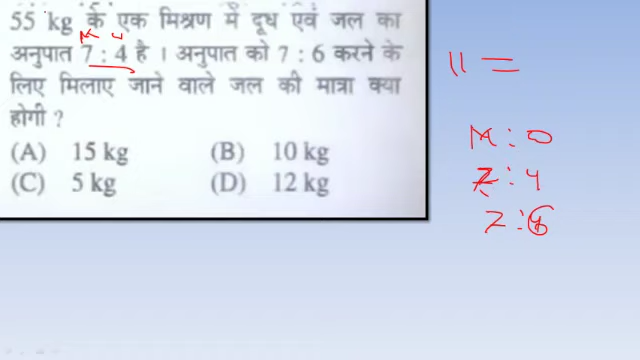 55 kg के एक मिश्रण में दूध एवं जल का
अनुपात 7 : 4 है । अनुपात को 7 : 6 करने के
लिए मिलाए जाने वाले जल की मात्रा क्या
होगी ?
(A) 15 kg (B) 10 kg
(C) 5 kg (D) 12 kg
11 =
7 : 4
7 : 6